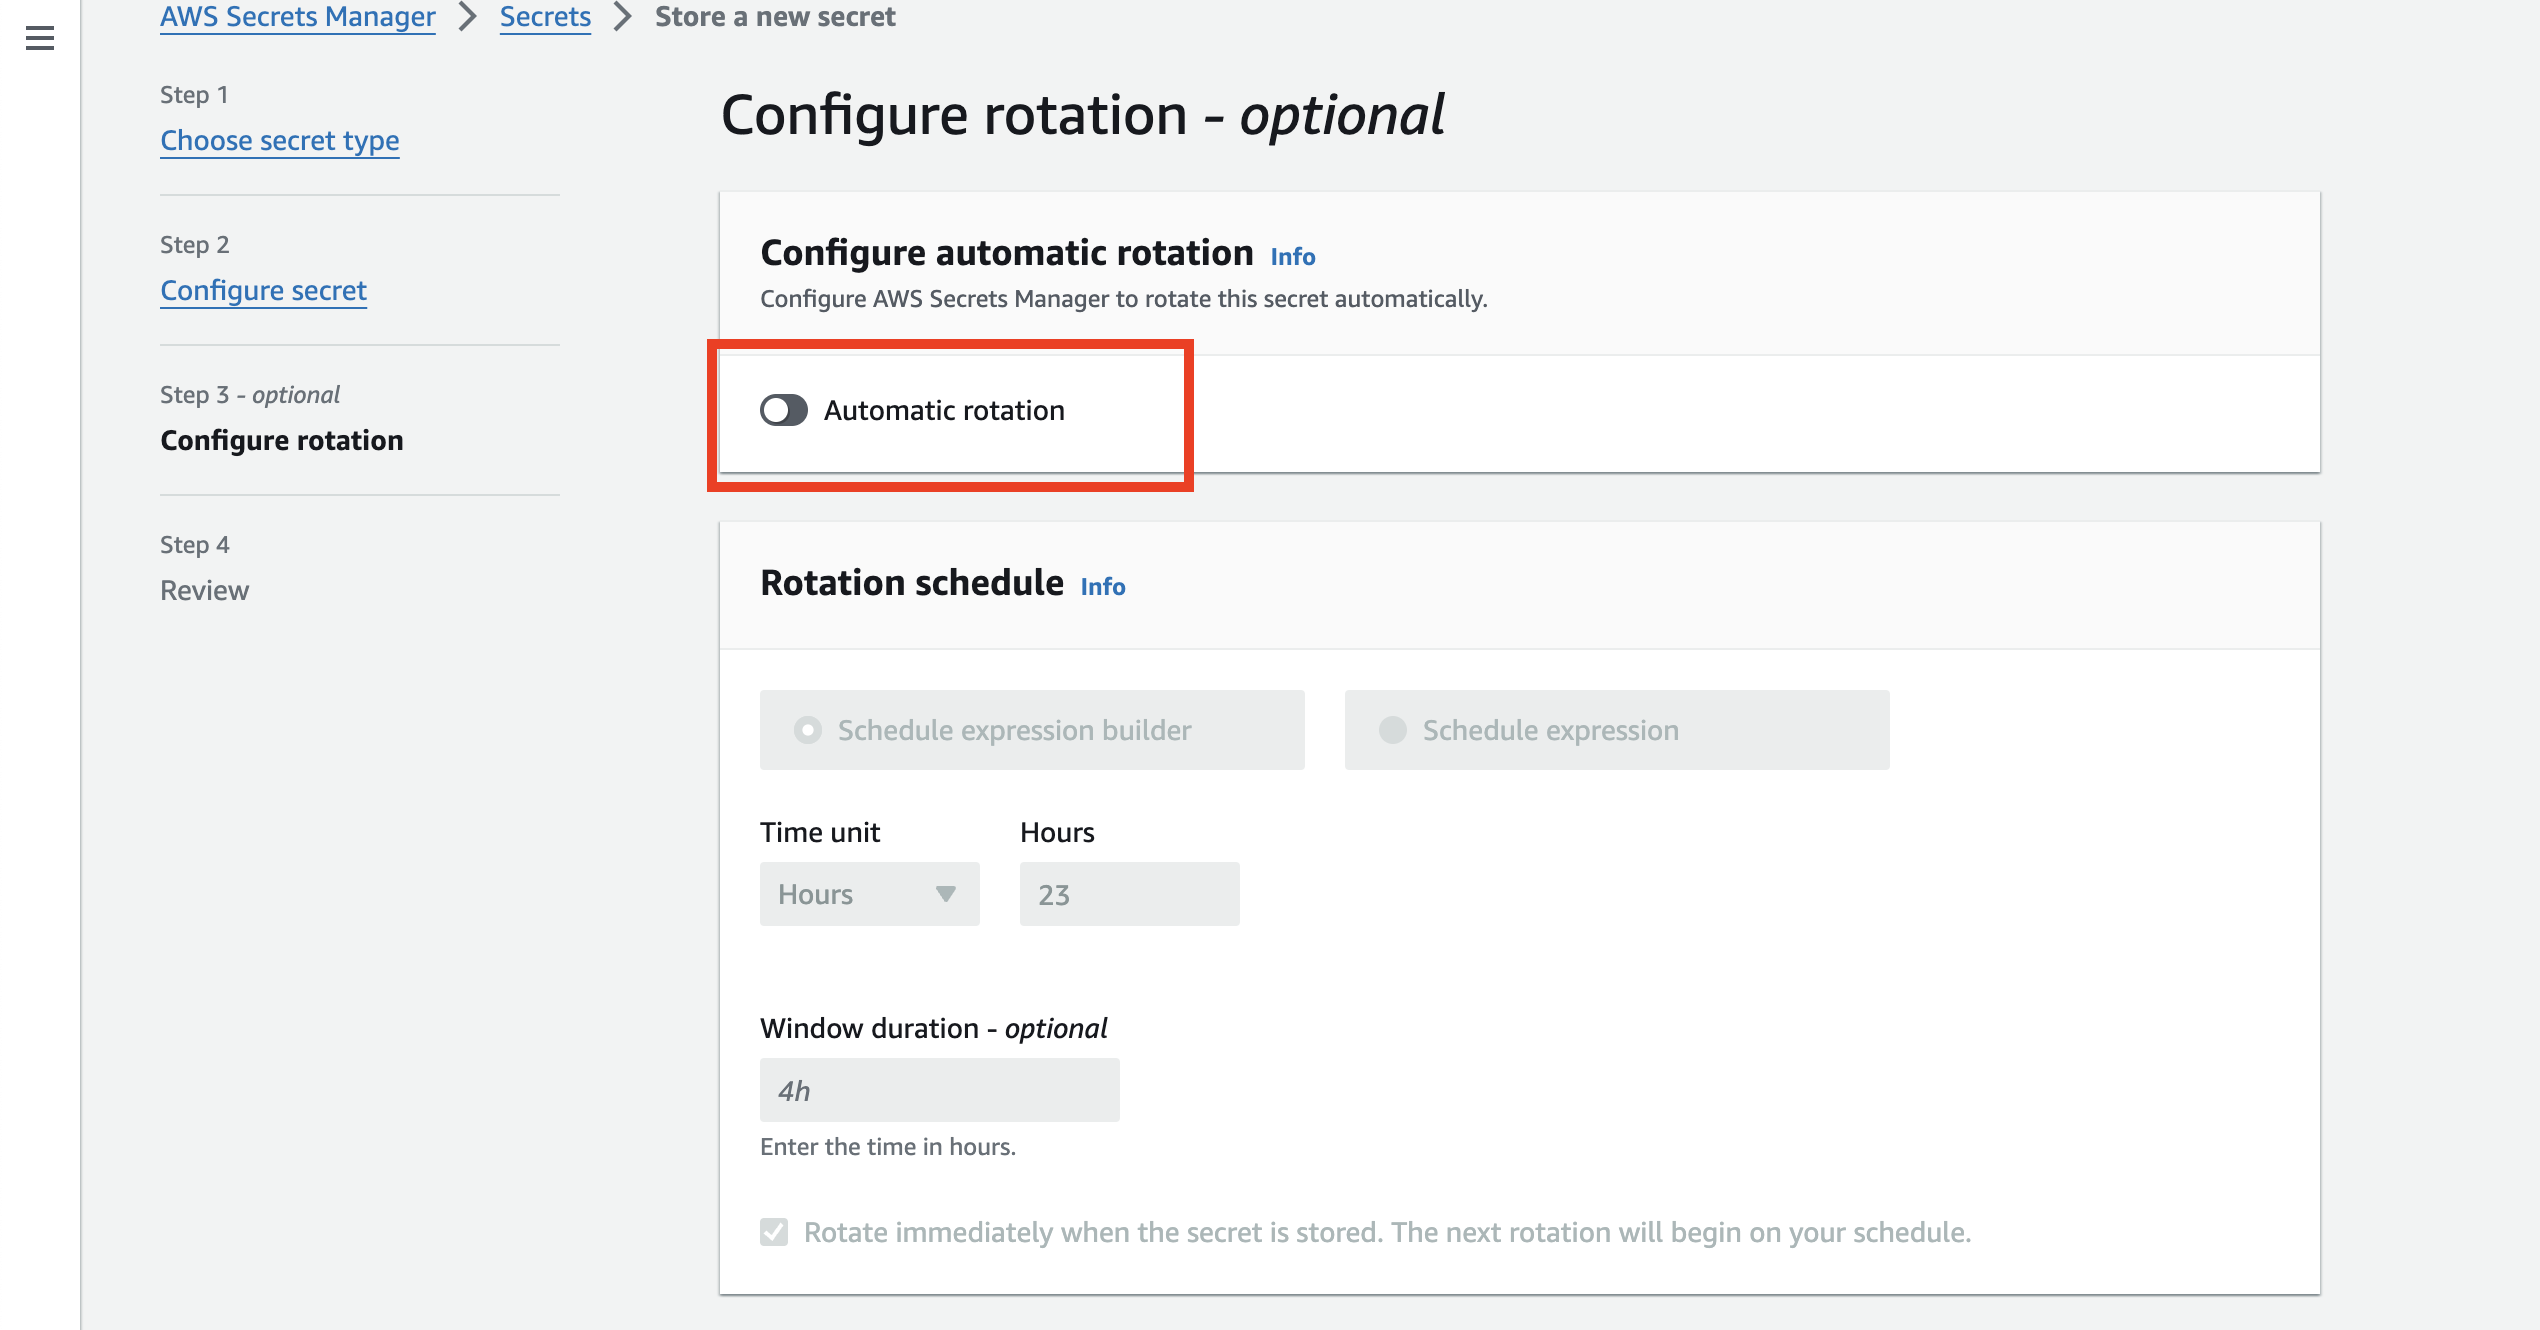 AWS Secrets Manager > Secrets > Store a new secret
Step 1
Choose secret type
Step 2
Configure secret
Step 3 - optional
Configure rotation
Step 4
Review
Configure rotation - optional
Configure automatic rotation Info
Configure AWS Secrets Manager to rotate this secret automatically.
Automatic rotation
Rotation schedule Info
Schedule expression builder Schedule expression
Time unit Hours
Hours 23
Window duration - optional
4h
Enter the time in hours.
Rotate immediately when the secret is stored. The next rotation will begin on your schedule.